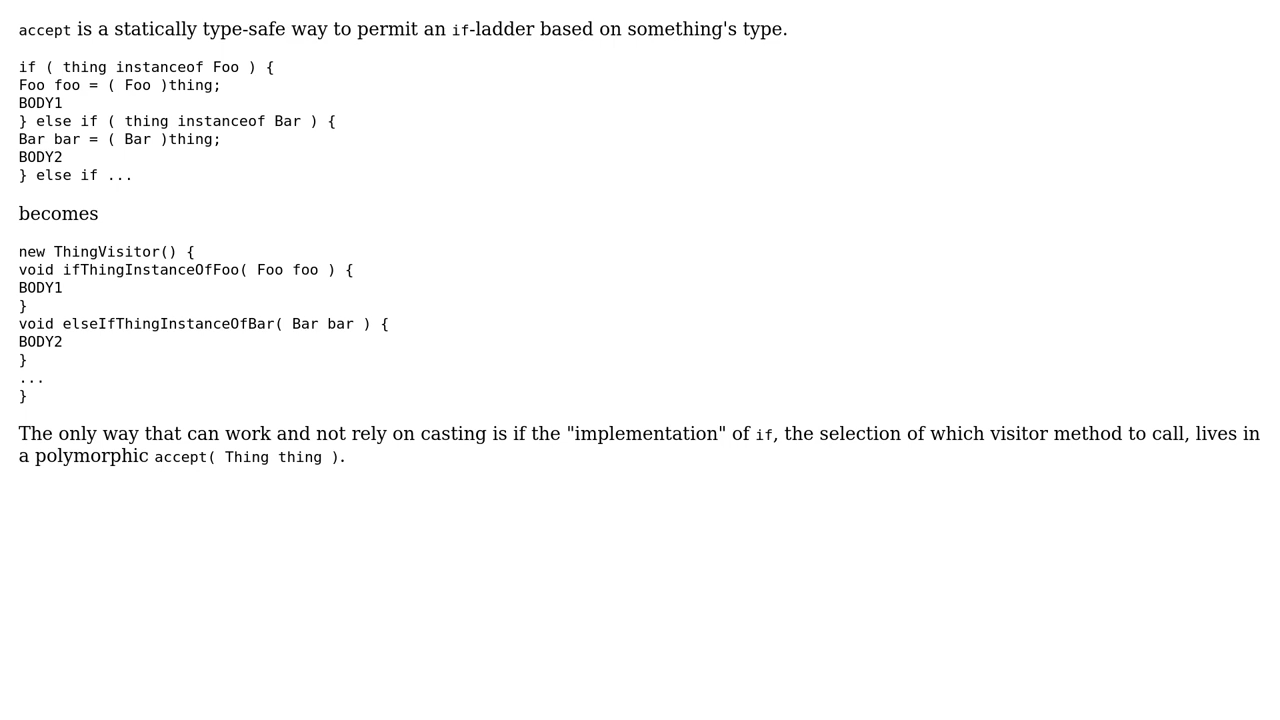 accept is a statically type-safe way to permit an if-ladder based on something's type.
if ( thing instanceof Foo ) {
Foo foo = ( Foo )thing;
BODY1
} else if ( thing instanceof Bar ) {
Bar bar = ( Bar )thing;
BODY2
} else if ...
becomes
new ThingVisitor() {
void ifThingInstanceOfFoo( Foo foo ) {
BODY1
}
void elseIfThingInstanceOfBar( Bar bar ) {
BODY2
}
...
}
The only way that can work and not rely on casting is if the "implementation" of if, the selection of which visitor method to call, lives in
a polymorphic accept( Thing thing ).